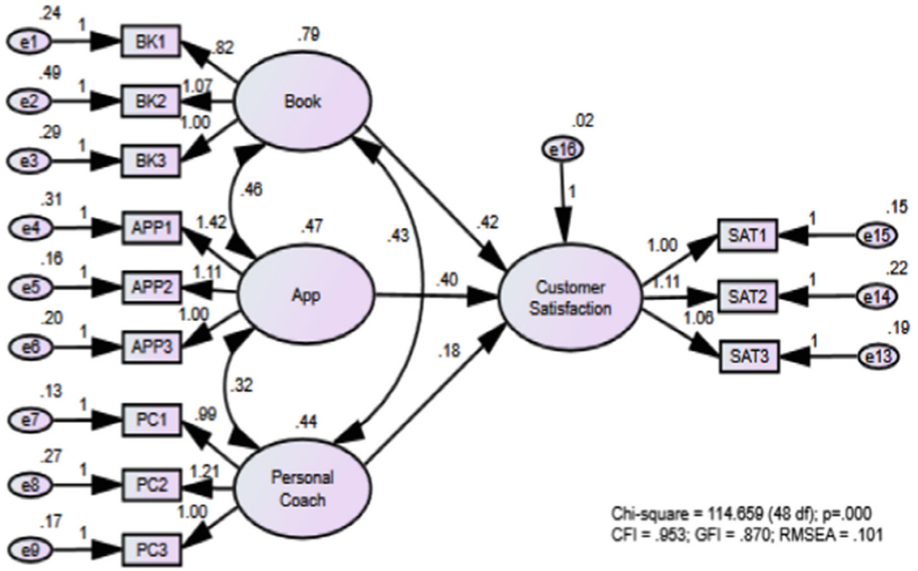 .24
1
e1
BK1
.82
.79
.49
1
e2
BK2
1.07
Book
.29
1
e3
BK3
1.00
.02
e16
1
.31
1
e4
APP1
1.42
.46
.47
.43
.42
.16
1
e5
APP2
1.11
App
.40
Customer
Satisfaction
.20
1
e6
APP3
1.00
.18
1.00
SAT1
1
.15
e15
1.11
SAT2
1
.22
e14
1.06
SAT3
1
.19
e13
.32
.13
1
e7
PC1
.99
.44
.27
1
e8
PC2
1.21
Personal
Coach
.17
1
e9
PC3
1.00
Chi-square = 114.659 (48 df); p=.000
CFI = .953; GFI = .870; RMSEA = .101